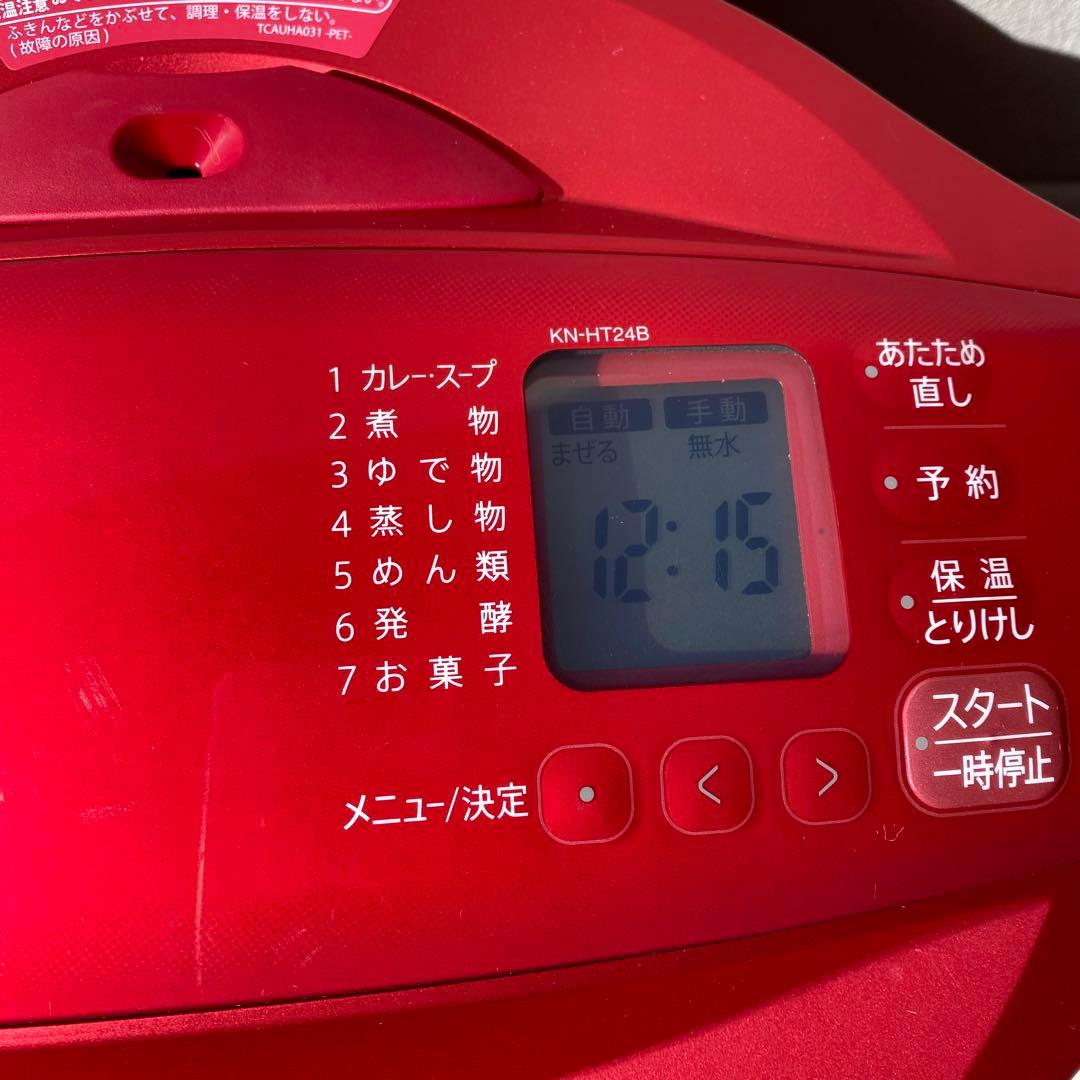 温注意
ない。
ふきんなどをかぶせて、調理・保温をしない。
(故障の原因)
TCAUHA031 -PET-
KN-HT24B
1 カレー・スープ
2 煮 物
3 ゆ で 物
4 蒸 し 物
5 め ん 類
6 発 酵
7 お 菓 子
自動 手動
まぜる 無水
12:15
あたため
直し
予 約
保 温
とりけし
スタート
一時停止
メニュー/決定
< >